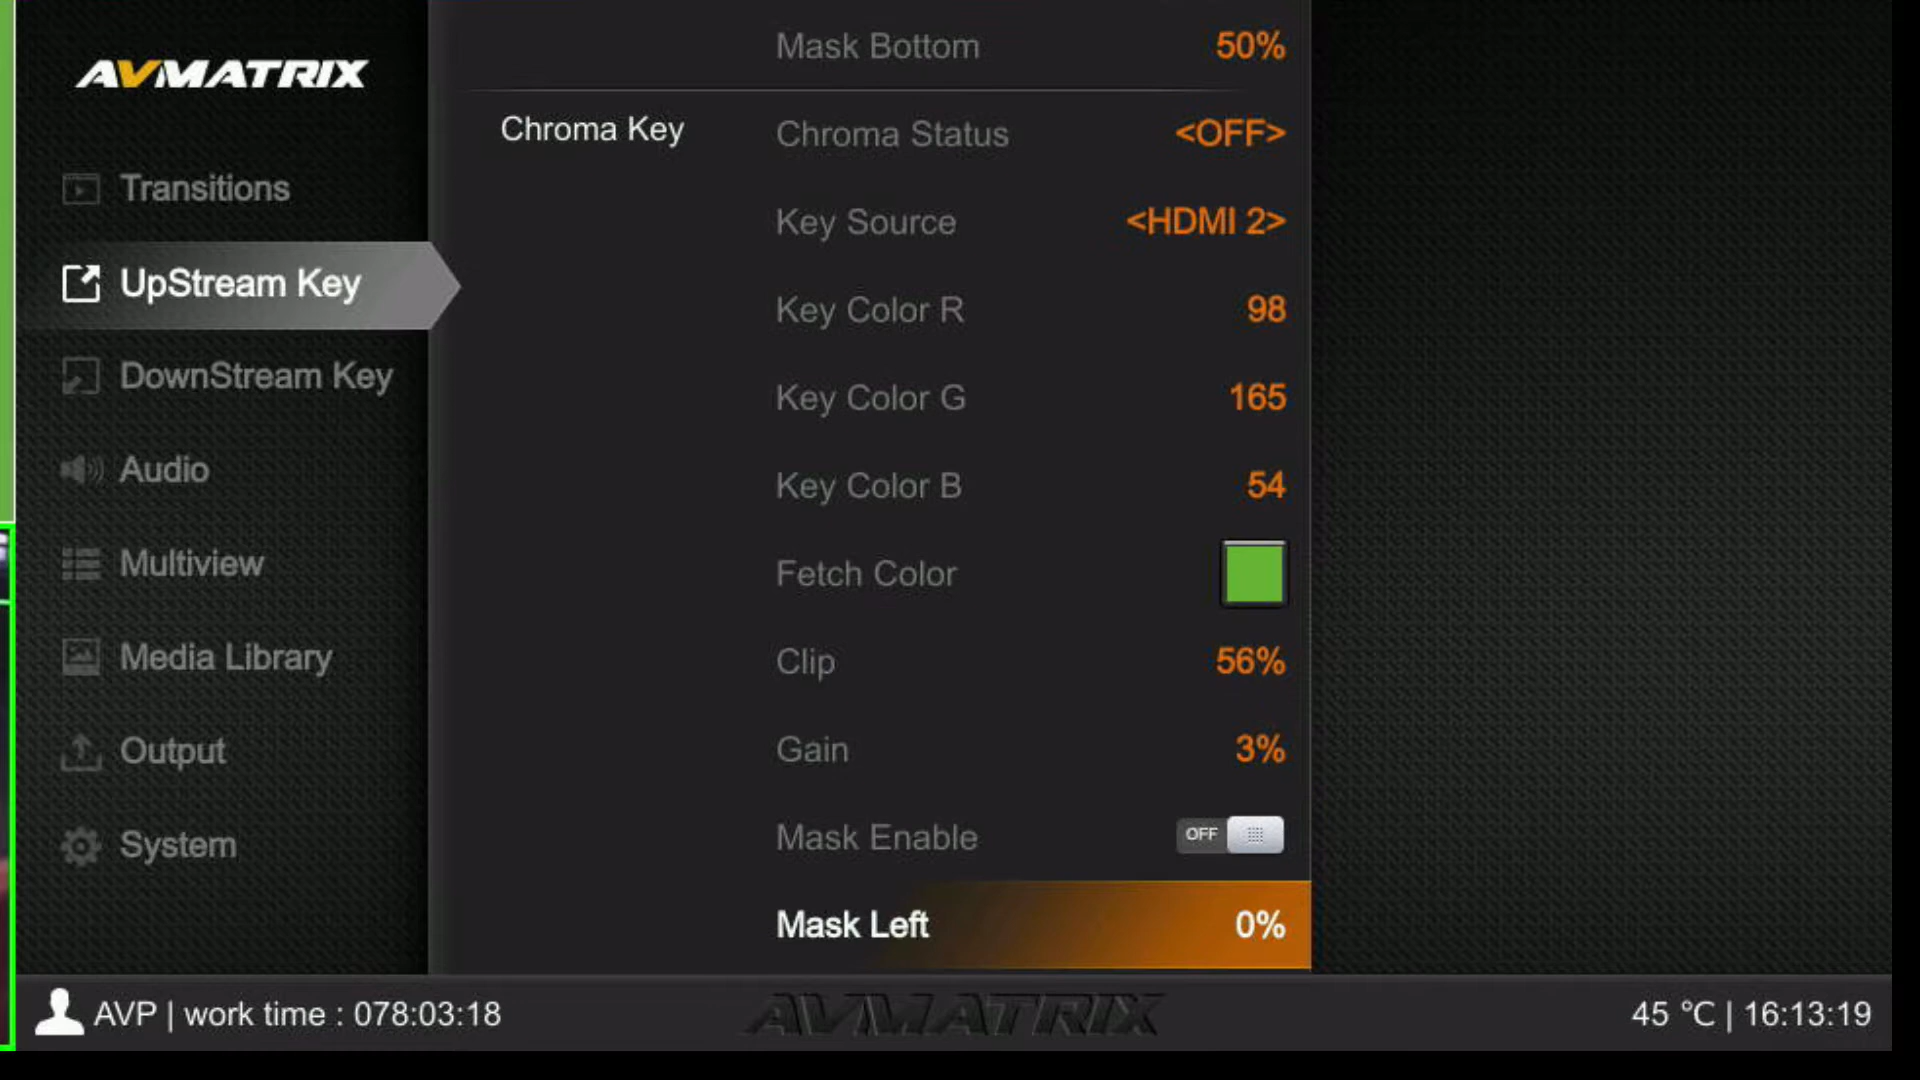 AVMATRIX
Transitions
UpStream Key
DownStream Key
Audio
Multiview
Media Library
Output
System
Mask Bottom 50%
Chroma Key Chroma Status <OFF>
Key Source <HDMI 2>
Key Color R 98
Key Color G 165
Key Color B 54
Fetch Color
Clip 56%
Gain 3%
Mask Enable OFF
Mask Left 0%
AVP | work time : 078:03:18 AVMATRIX 45 °C | 16:13:19